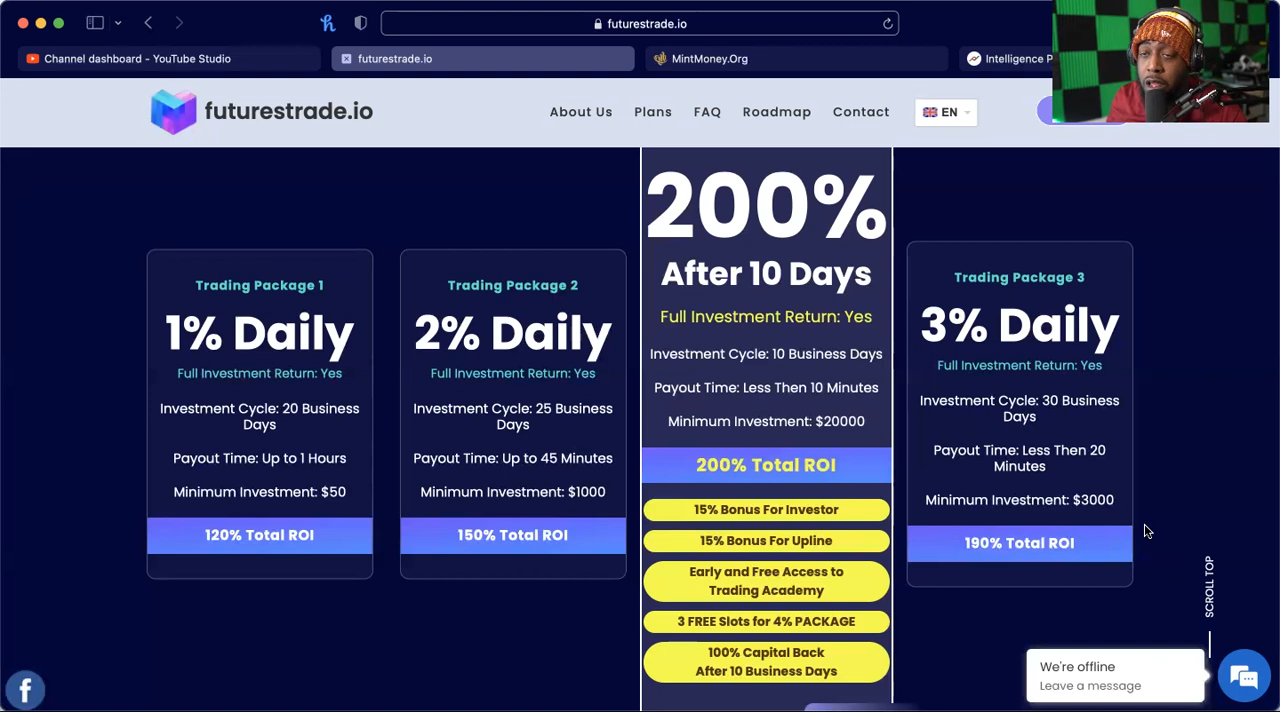 futurestrade.io
Channel dashboard - YouTube Studio
futurestrade.io
MintMoney.Org
Intelligence P
futurestrade.io
About Us
Plans
FAQ
Roadmap
Contact
EN
Trading Package 1
1% Daily
Full Investment Return: Yes
Investment Cycle: 20 Business
Days
Payout Time: Up to 1 Hours
Minimum Investment: $50
120% Total ROI
Trading Package 2
2% Daily
Full Investment Return: Yes
Investment Cycle: 25 Business
Days
Payout Time: Up to 45 Minutes
Minimum Investment: $1000
150% Total ROI
200%
After 10 Days
Full Investment Return: Yes
Investment Cycle: 10 Business Days
Payout Time: Less Then 10 Minutes
Minimum Investment: $20000
200% Total ROI
15% Bonus For Investor
15% Bonus For Upline
Early and Free Access to
Trading Academy
3 FREE Slots for 4% PACKAGE
100% Capital Back
After 10 Business Days
Trading Package 3
3% Daily
Full Investment Return: Yes
Investment Cycle: 30 Business
Days
Payout Time: Less Then 20
Minutes
Minimum Investment: $3000
190% Total ROI
SCROLL TOP
We're offline
Leave a message